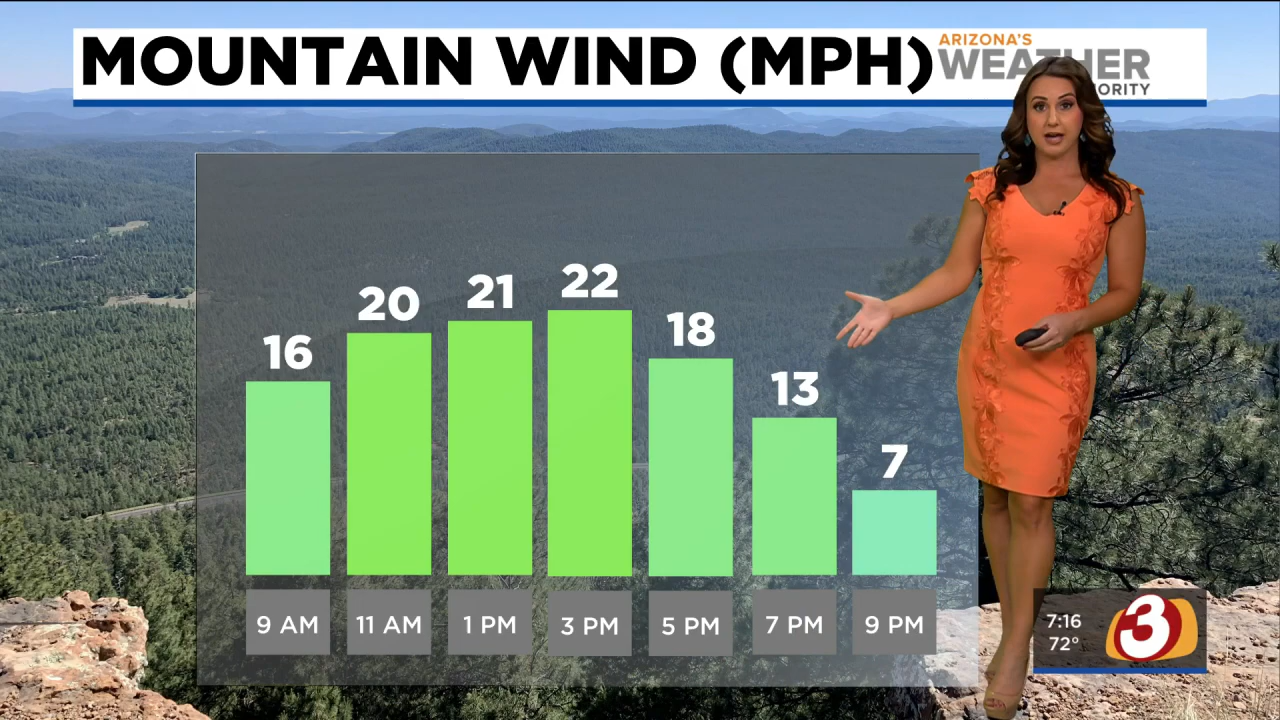 MOUNTAIN WIND (MPH)
ARIZONA'S
WEATHER
ORITY
16
20
21
22
18
13
7
9 AM
11 AM
1 PM
3 PM
5 PM
7 PM
9 PM
7:16
72°
3